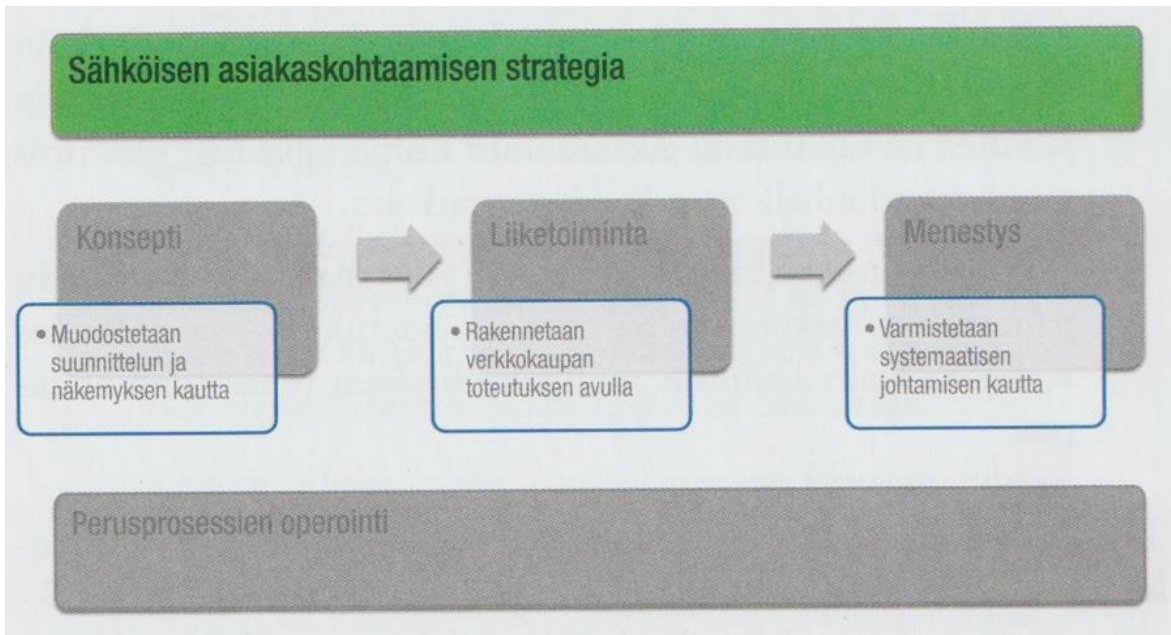 Sähköisen asiakaskohtaamisen strategia
Konsepti
• Muodostetaan
suunnittelun ja
näkemyksen kautta
Liiketoiminta
• Rakennetaan
verkkokaupan
toteutuksen avulla
Menestys
• Varmistetaan
systemaattisen
johtamisen kautta
Perusprosessien operointi